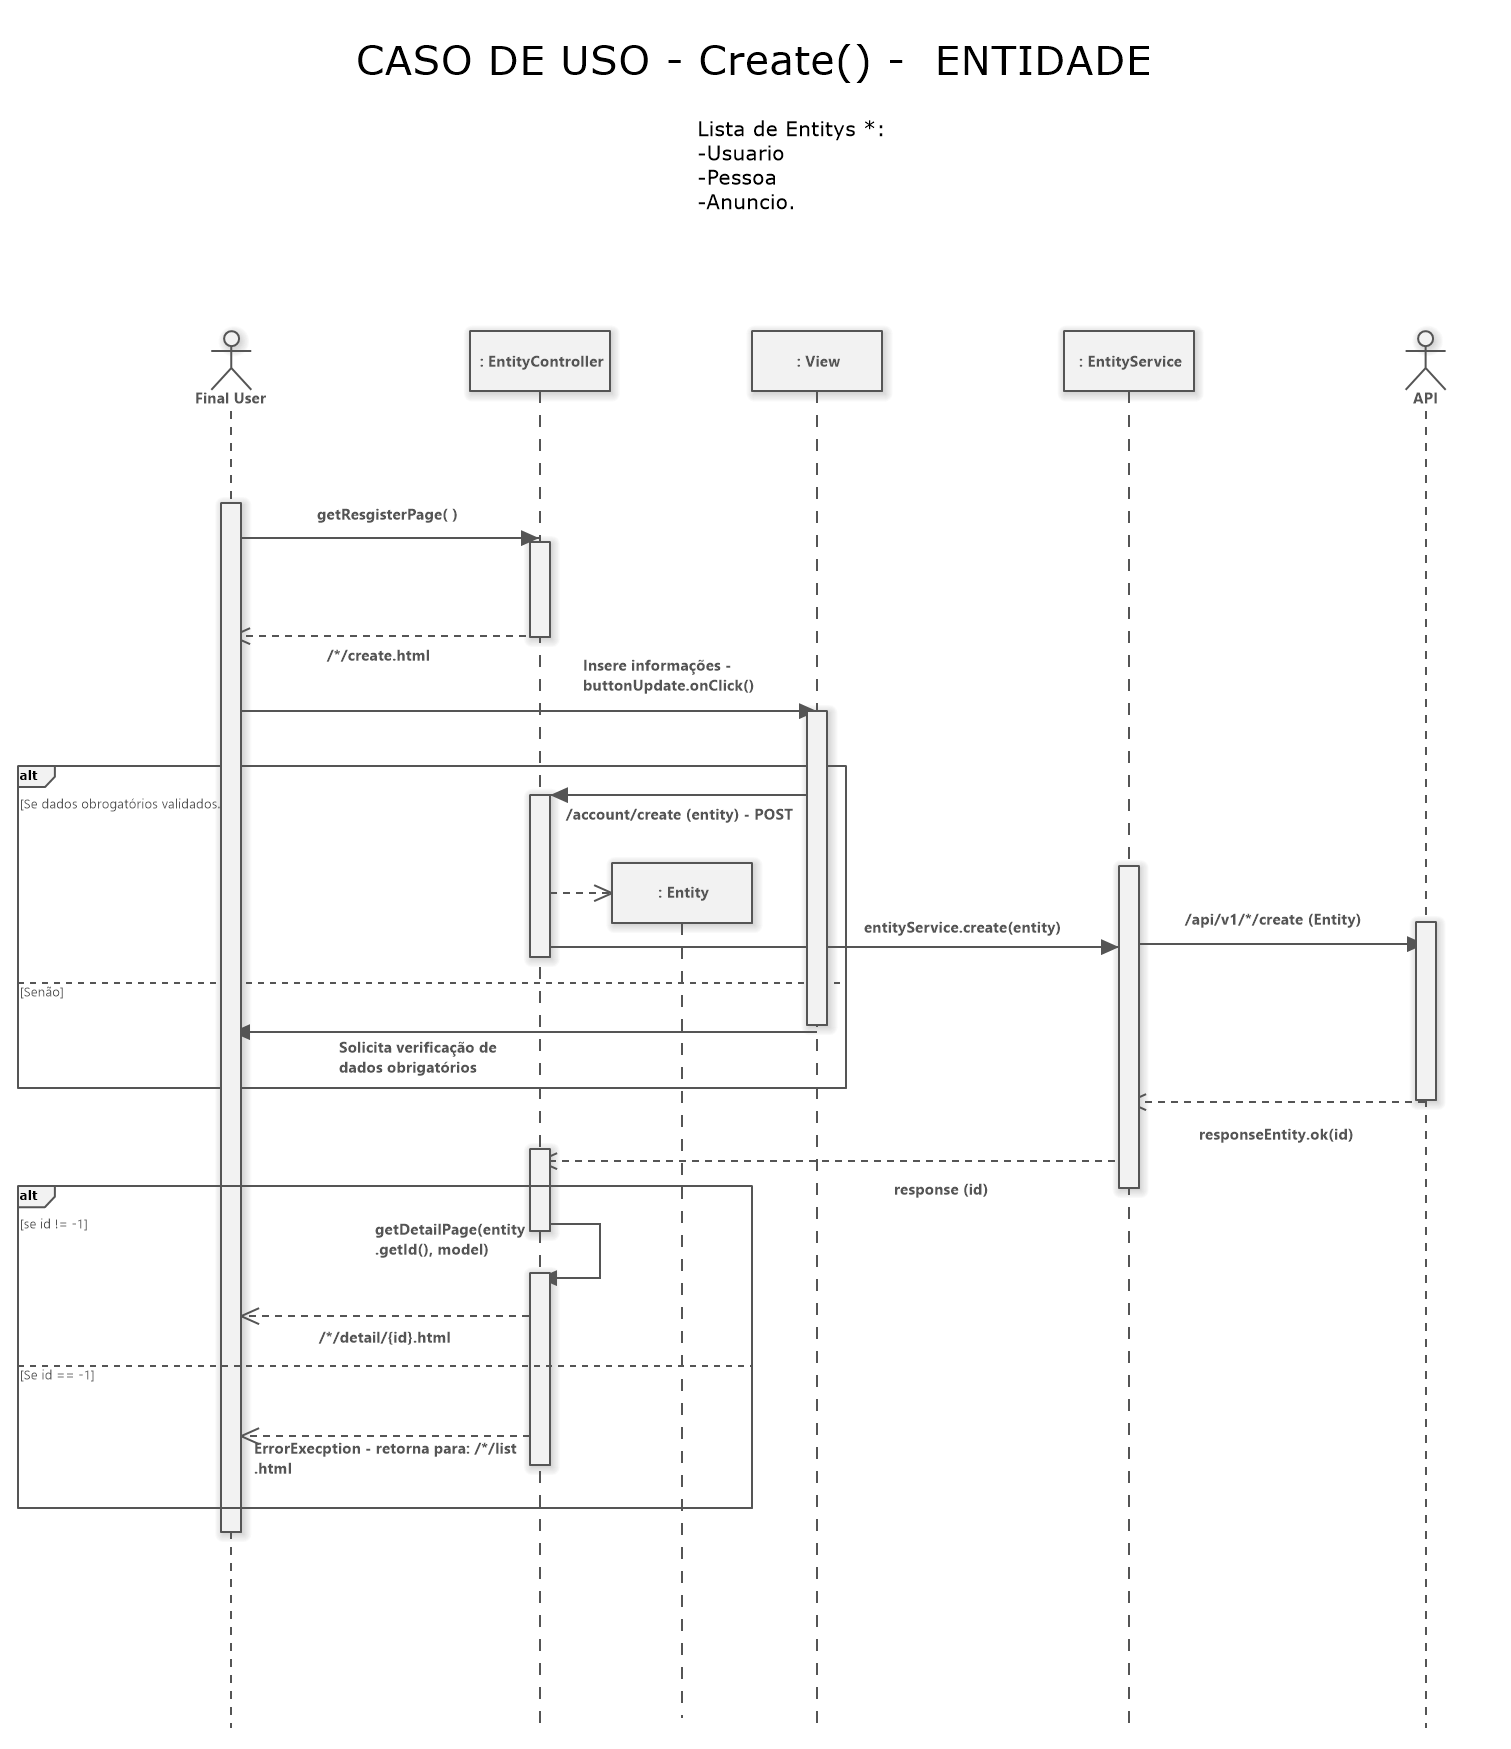 CASO DE USO - Create() -  ENTIDADE
Lista de Entitys *:
-Usuario
-Pessoa
-Anuncio.
Final User
: EntityController
: View
: EntityService
API
getResgisterPage( )
/*/create.html
Insere informações -
buttonUpdate.onClick()
alt
[Se dados obrogatórios validados.
/account/create (entity) - POST
: Entity
entityService.create(entity)
/api/v1/*/create (Entity)
[Senão]
Solicita verificação de
dados obrigatórios
responseEntity.ok(id)
response (id)
alt
[se id != -1]
getDetailPage(entity
.getId(), model)
/*/detail/{id}.html
[Se id == -1]
ErrorExecption - retorna para: /*/list
.html